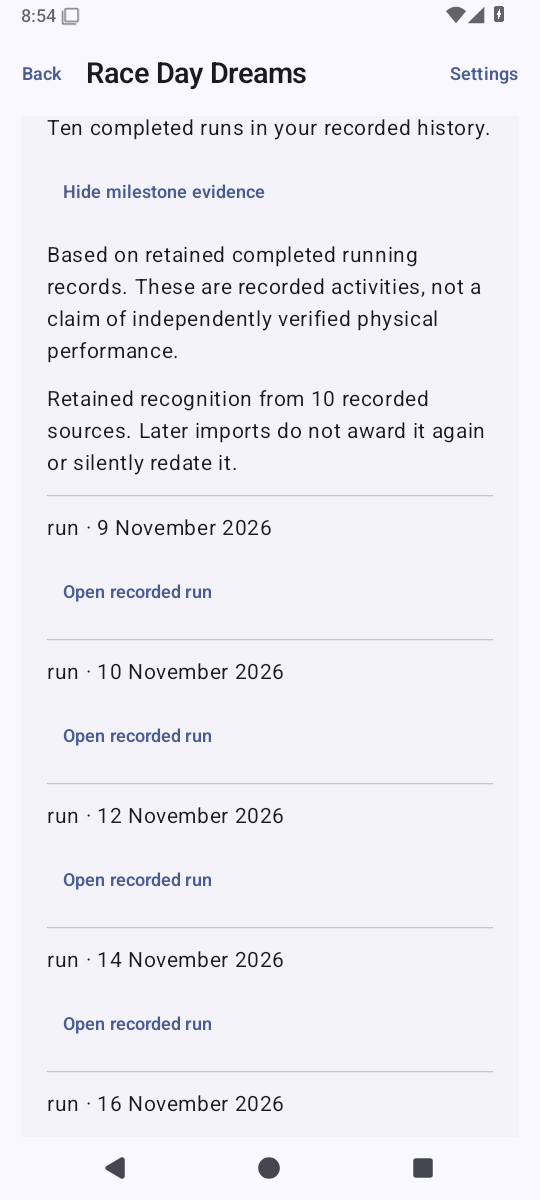 8:54
Back Race Day Dreams Settings
Ten completed runs in your recorded history.
Hide milestone evidence
Based on retained completed running
records. These are recorded activities, not a
claim of independently verified physical
performance.
Retained recognition from 10 recorded
sources. Later imports do not award it again
or silently redate it.
run · 9 November 2026
Open recorded run
run · 10 November 2026
Open recorded run
run · 12 November 2026
Open recorded run
run · 14 November 2026
Open recorded run
run · 16 November 2026